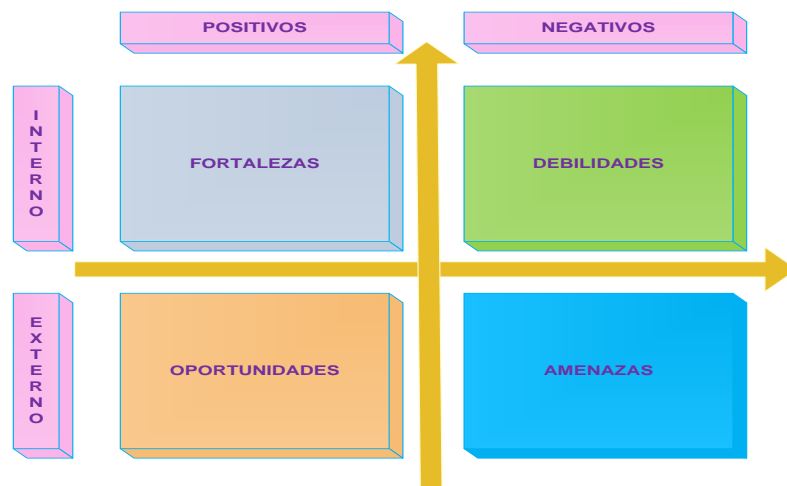 POSITIVOS
NEGATIVOS
INTERNO
FORTALEZAS
DEBILIDADES
EXTERNO
OPORTUNIDADES
AMENAZAS